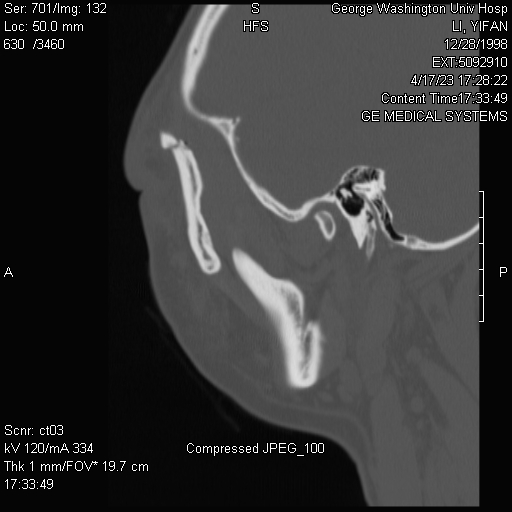 Ser: 701/Img: 132
Loc: 50.0 mm
630 /3460
S
HFS
George Washington Univ Hosp
LI, YIFAN
12/28/1998
EXT:5092910
4/17/23 17:28:22
Content Time17:33:49
GE MEDICAL SYSTEMS
A
P
Scnr: ct03
kV 120/mA 334
Thk 1 mm/FOV* 19.7 cm
17:33:49
Compressed JPEG_100